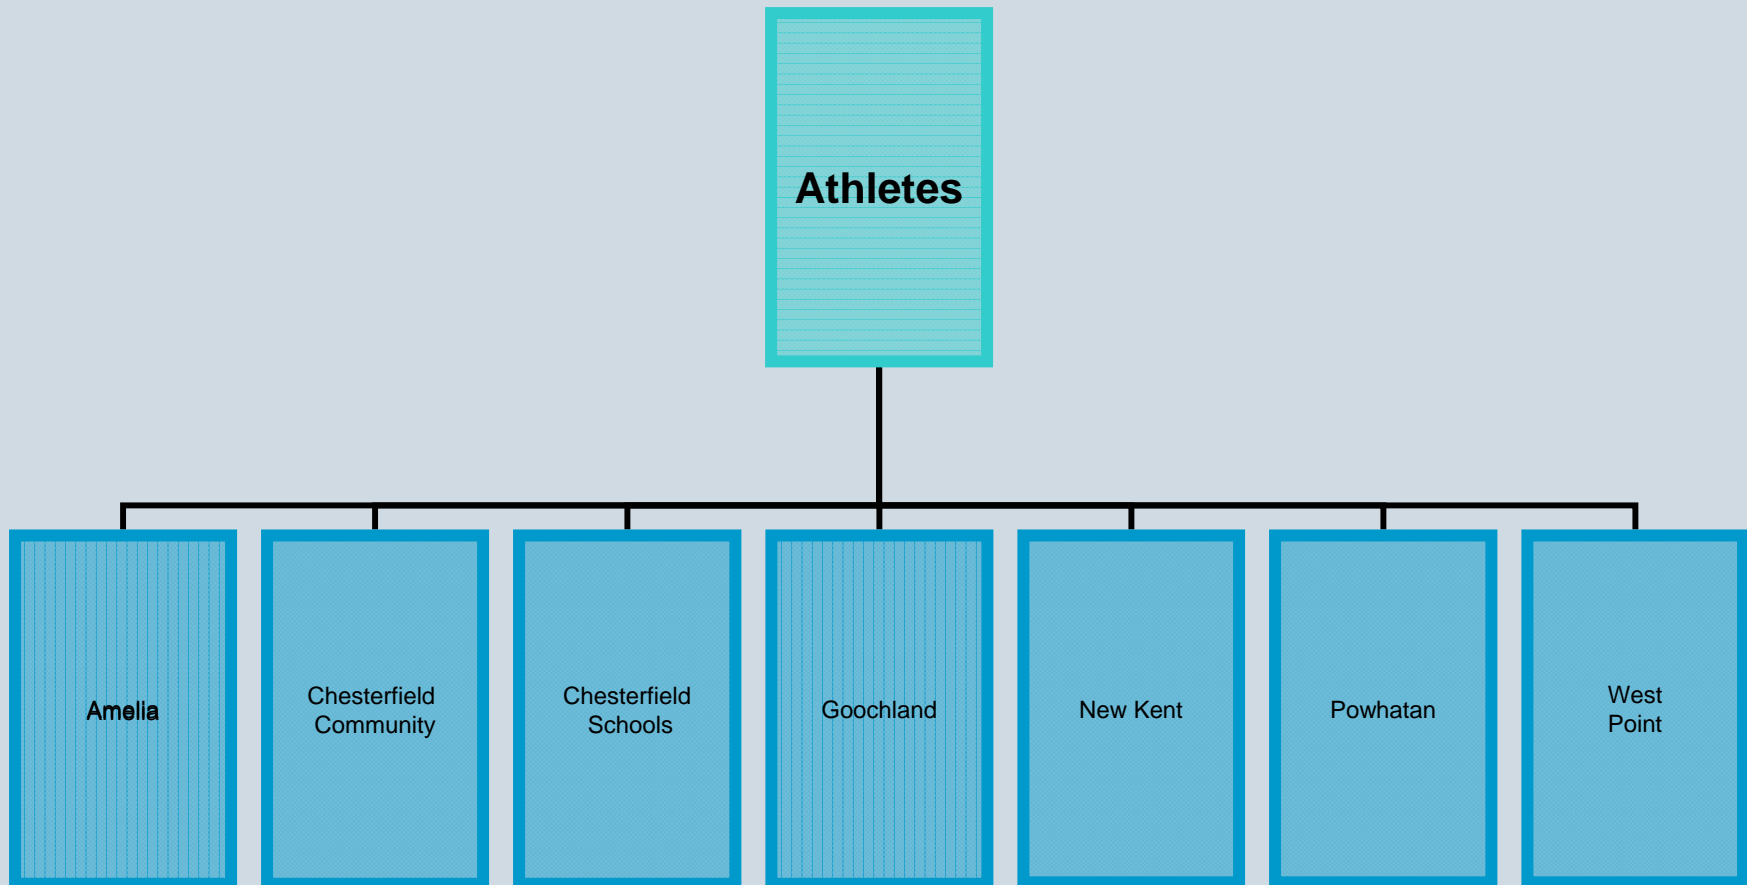 Athletes
Amelia
Chesterfield
Community
Chesterfield
Schools
Goochland
New Kent
Powhatan
West
Point